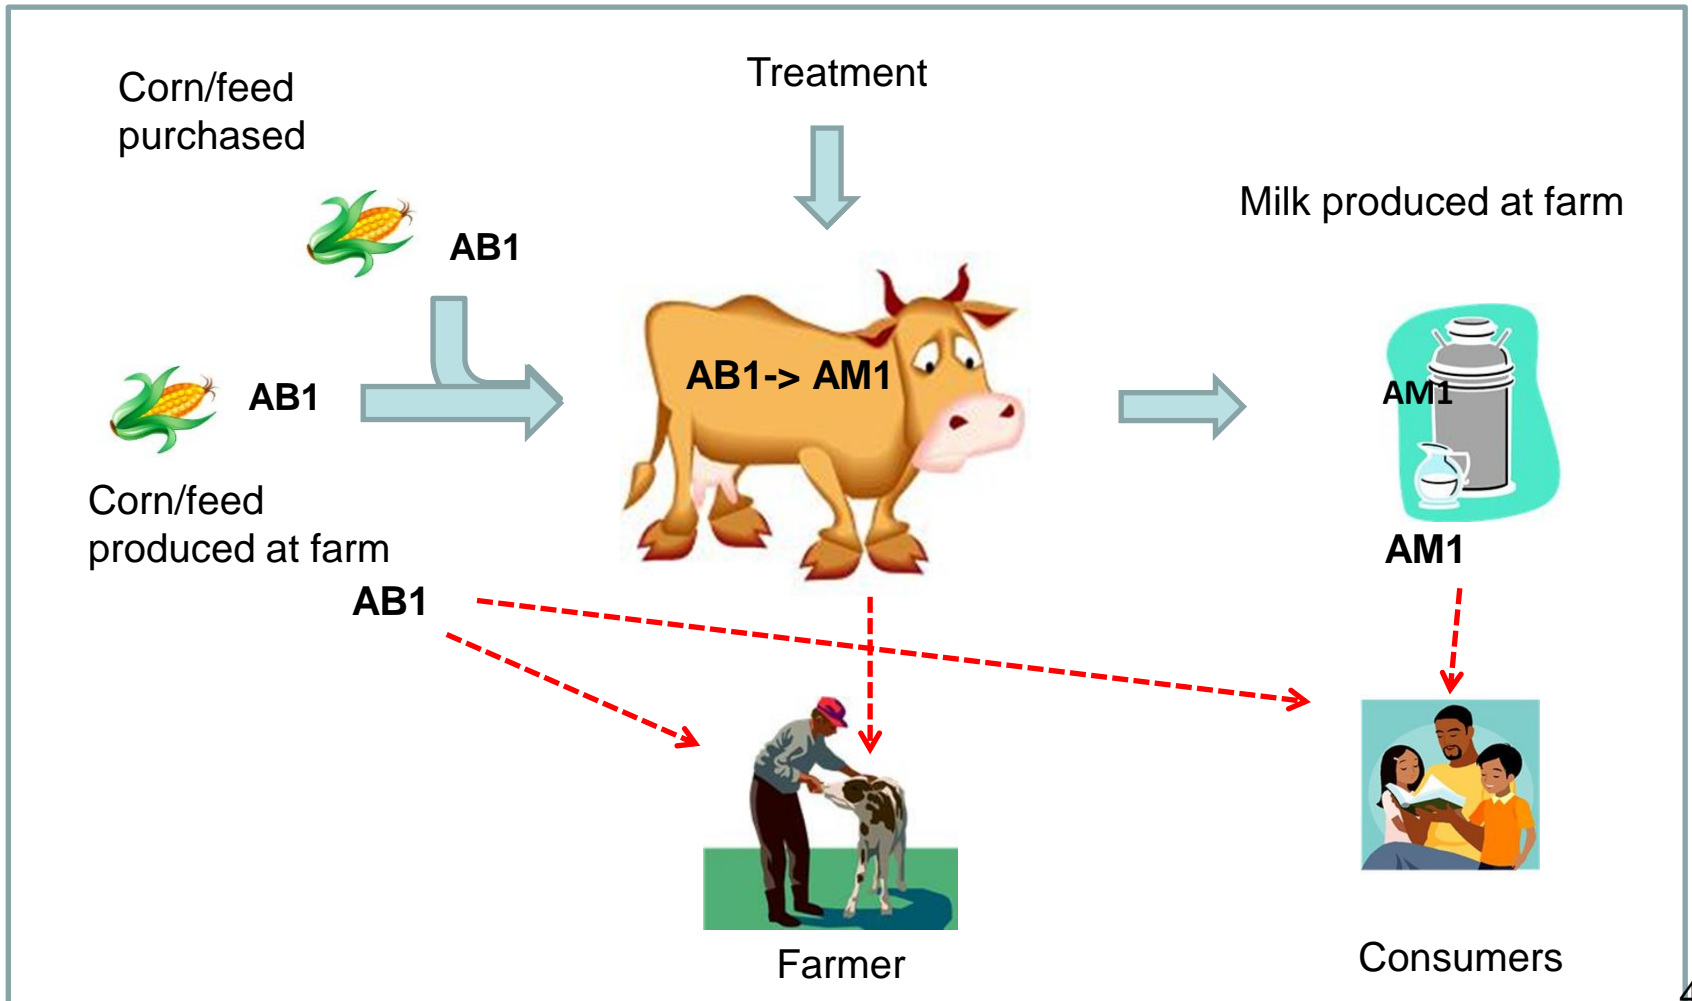 Corn/feed
purchased
Treatment
Milk produced at farm
AB1
AB1
AB1-> AM1
AM1
Corn/feed
produced at farm
AB1
AM1
Farmer
Consumers
4